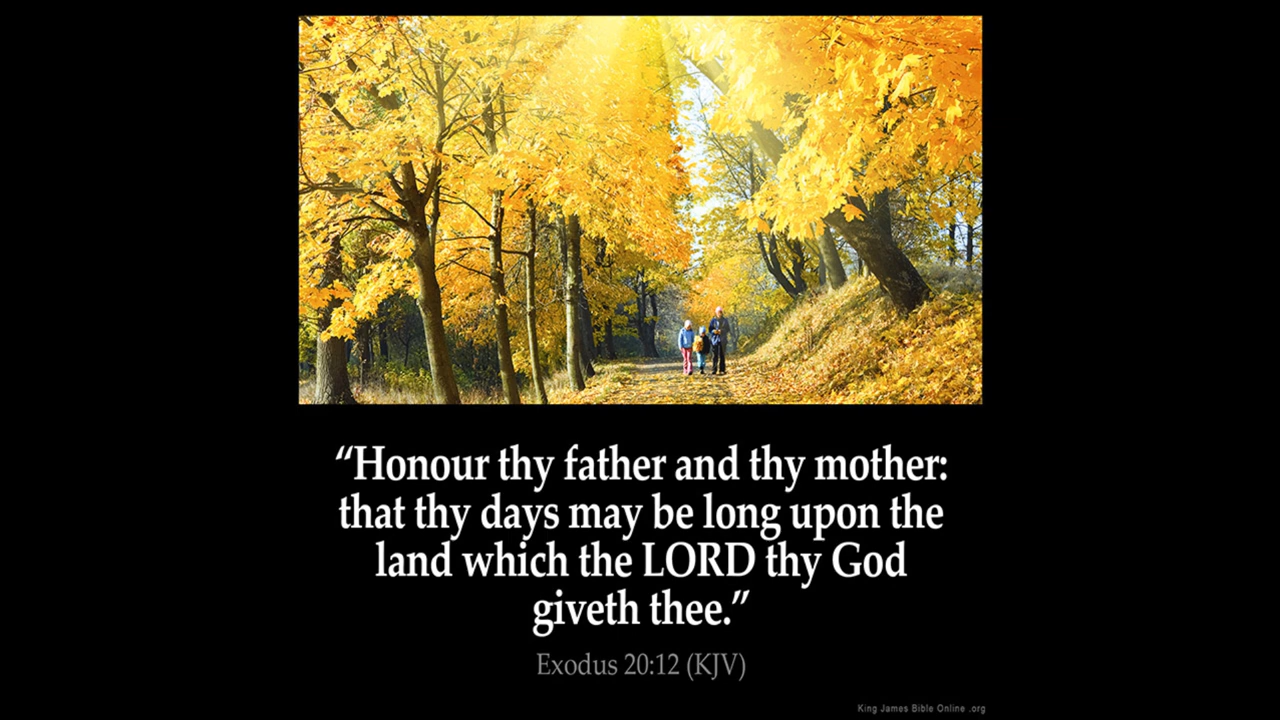 “Honour thy father and thy mother:
that thy days may be long upon the
land which the LORD thy God
giveth thee.”
Exodus 20:12 (KJV)
King James Bible Online .org